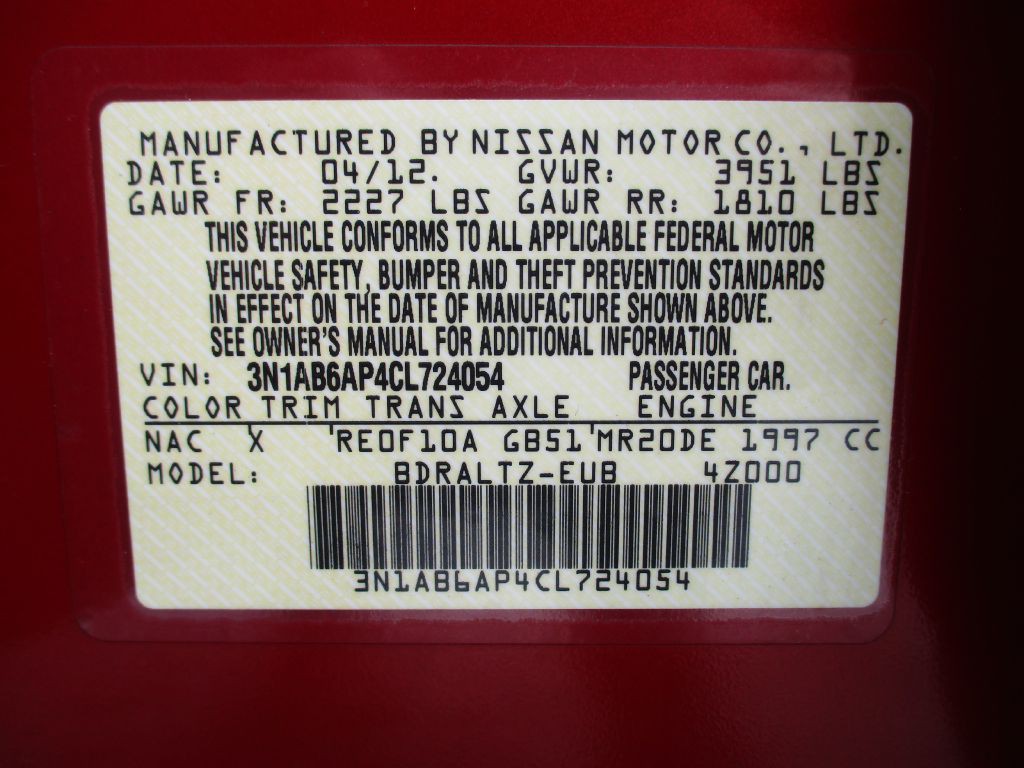 MANUFACTURED BY NISSAN MOTOR CO., LTD.
DATE: 04/12. GVWR: 3951 LBS
GAWR FR: 2227 LBS GAWR RR: 1810 LBS
THIS VEHICLE CONFORMS TO ALL APPLICABLE FEDERAL MOTOR
VEHICLE SAFETY, BUMPER AND THEFT PREVENTION STANDARDS
IN EFFECT ON THE DATE OF MANUFACTURE SHOWN ABOVE.
SEE OWNER'S MANUAL FOR ADDITIONAL INFORMATION.
VIN: 3N1AB6AP4CL724054 PASSENGER CAR.
COLOR TRIM TRANS AXLE ENGINE
NAC X RE0F10A GB51 MR20DE 1997 CC
MODEL: BDRALTZ-EUB 4Z000
3N1AB6AP4CL724054